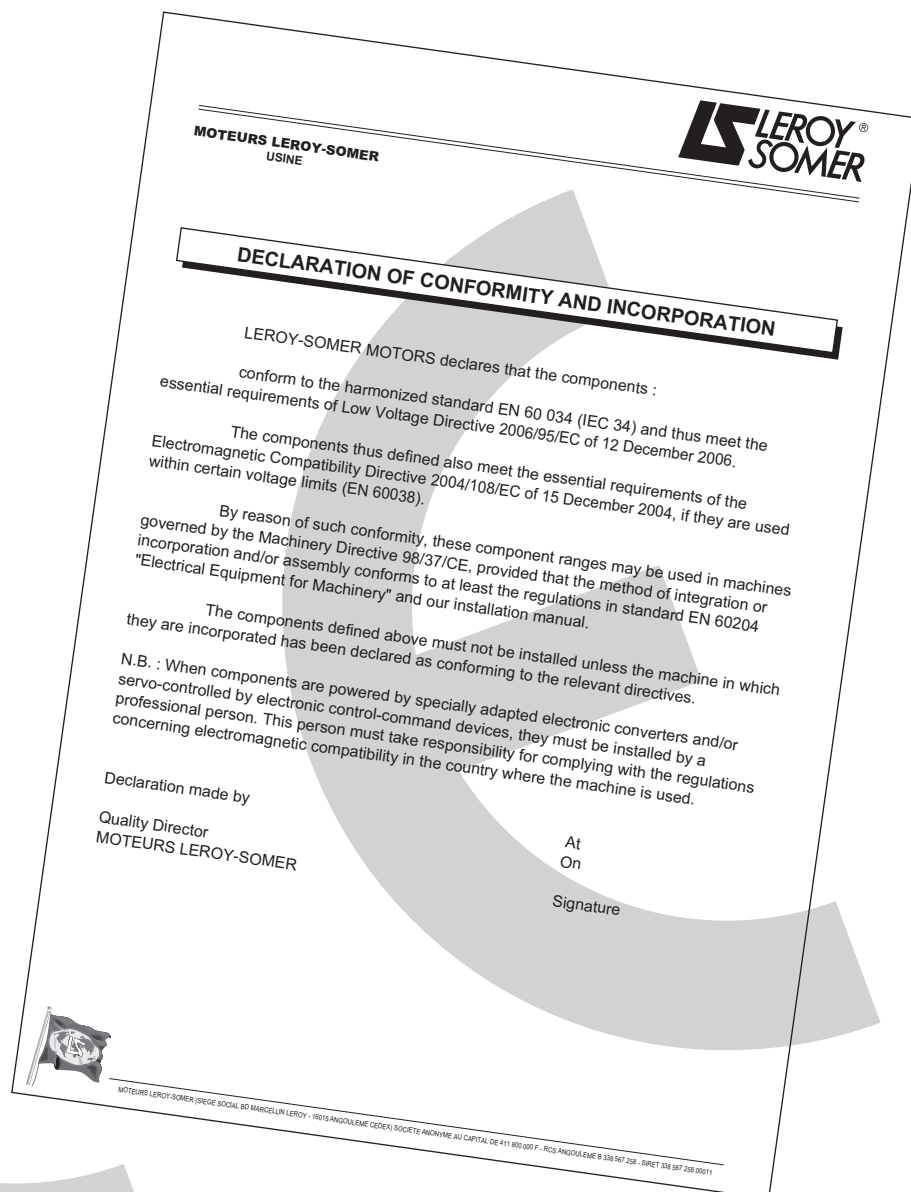 MOTEURS LEROY-SOMER
USINE
LS LEROY ®
SOMER
DECLARATION OF CONFORMITY AND INCORPORATION
LEROY-SOMER MOTORS declares that the components :
conform to the harmonized standard EN 60 034 (IEC 34) and thus meet the
essential requirements of Low Voltage Directive 2006/95/EC of 12 December 2006.
The components thus defined also meet the essential requirements of the
Electromagnetic Compatibility Directive 2004/108/EC of 15 December 2004, if they are used
within certain voltage limits (EN 60038).
By reason of such conformity, these component ranges may be used in machines
governed by the Machinery Directive 98/37/CE, provided that the method of integration or
incorporation and/or assembly conforms to at least the regulations in standard EN 60204
"Electrical Equipment for Machinery" and our installation manual.
The components defined above must not be installed unless the machine in which
they are incorporated has been declared as conforming to the relevant directives.
N.B. : When components are powered by specially adapted electronic converters and/or
servo-controlled by electronic control-command devices, they must be installed by a
professional person. This person must take responsibility for complying with the regulations
concerning electromagnetic compatibility in the country where the machine is used.
Declaration made by
Quality Director
MOTEURS LEROY-SOMER
At
On
Signature
LS
MOTEURS LEROY-SOMER (SIEGE SOCIAL BD MARCELLIN LEROY - 16015 ANGOULEME CEDEX) SOCIETE ANONYME AU CAPITAL DE 411 800 000 F - RCS ANGOULEME B 338 567 258 - SIRET 338 567 258 00011